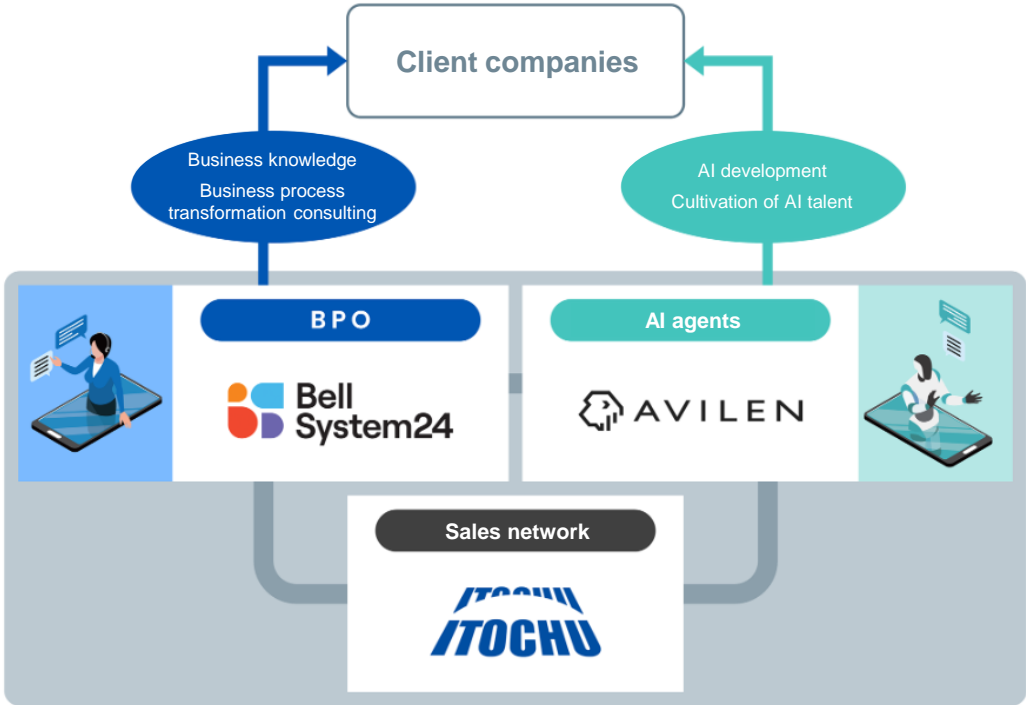 Client companies
Business knowledge
Business process
transformation consulting
AI development
Cultivation of AI talent
BPO
Bell
System24
AI agents
AVILEN
Sales network
ITOCHU
ITOCHU